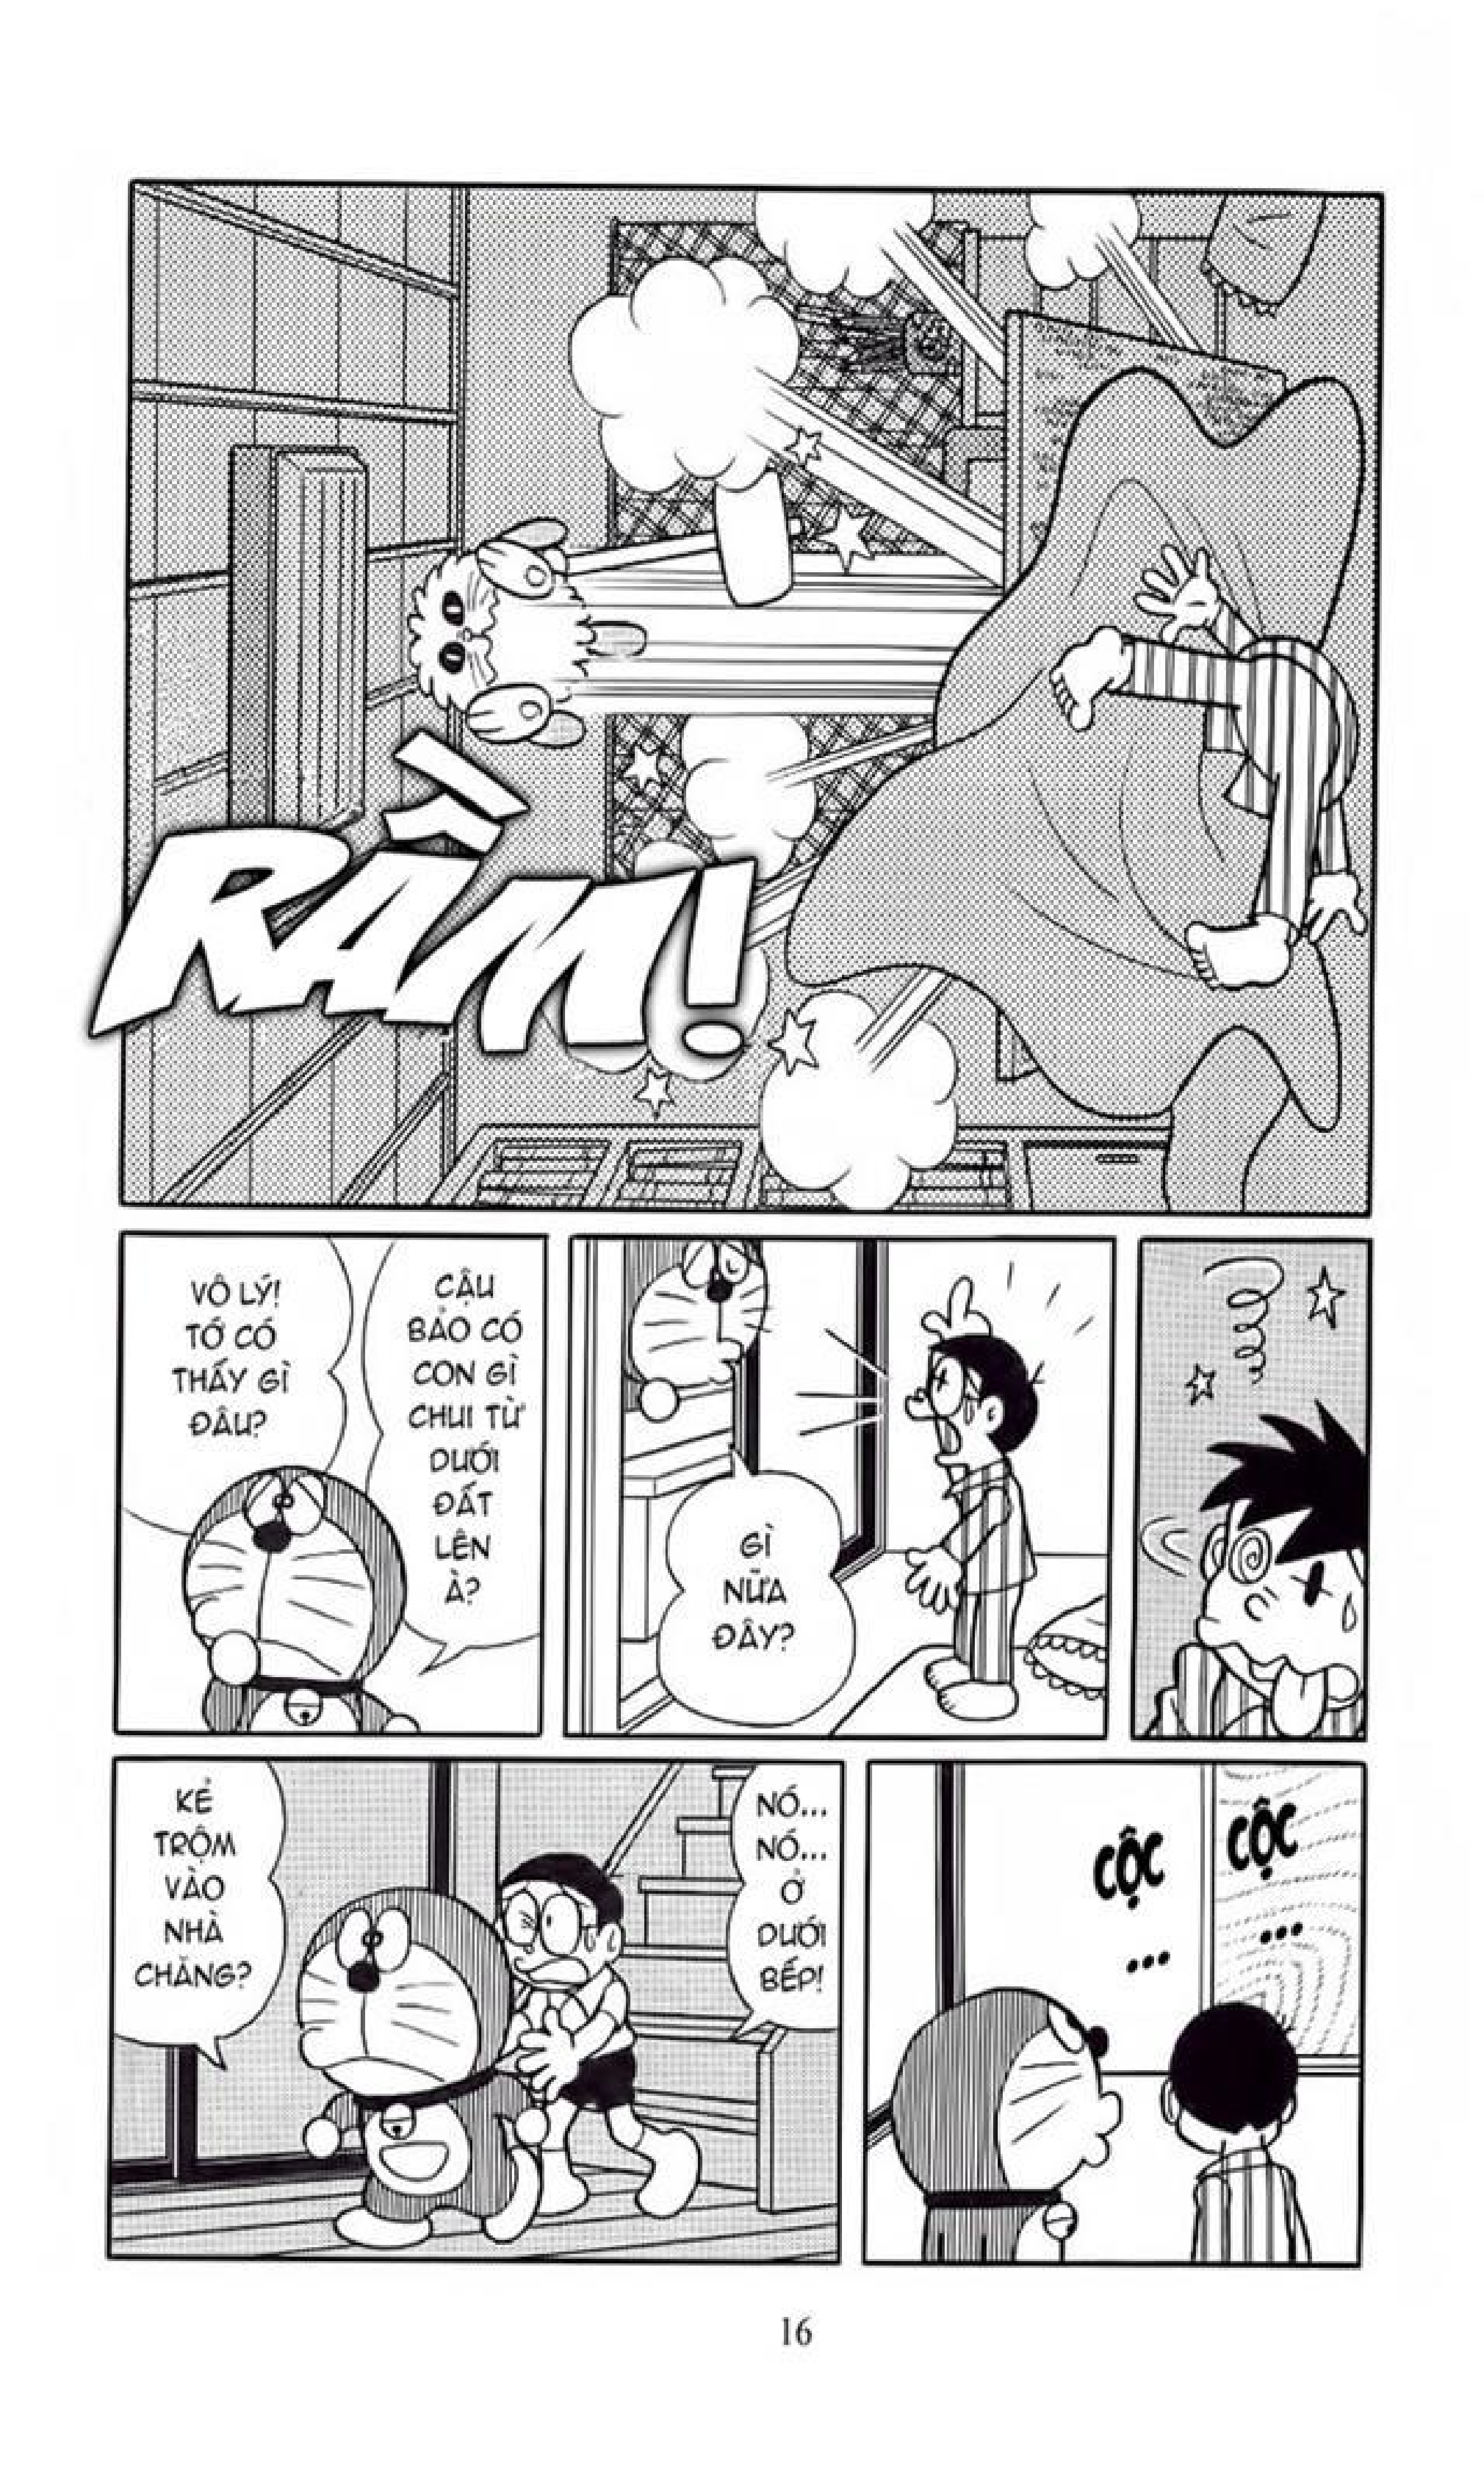 RẦM!
GÌ
NỮA
ĐÂY?
CẬU
BẢO CÓ
CON GÌ
CHUI TỪ
DƯỚI
ĐẤT
LÊN
À?
VÔ LÝ!
TỚ CÓ
THẤY GÌ
ĐÂU?
CỘC
...
CỘC
...
NÓ...
NÓ...
Ở
DƯỚI
BẾP!
KẺ
TRỘM
VÀO
NHÀ
CHĂNG?
16